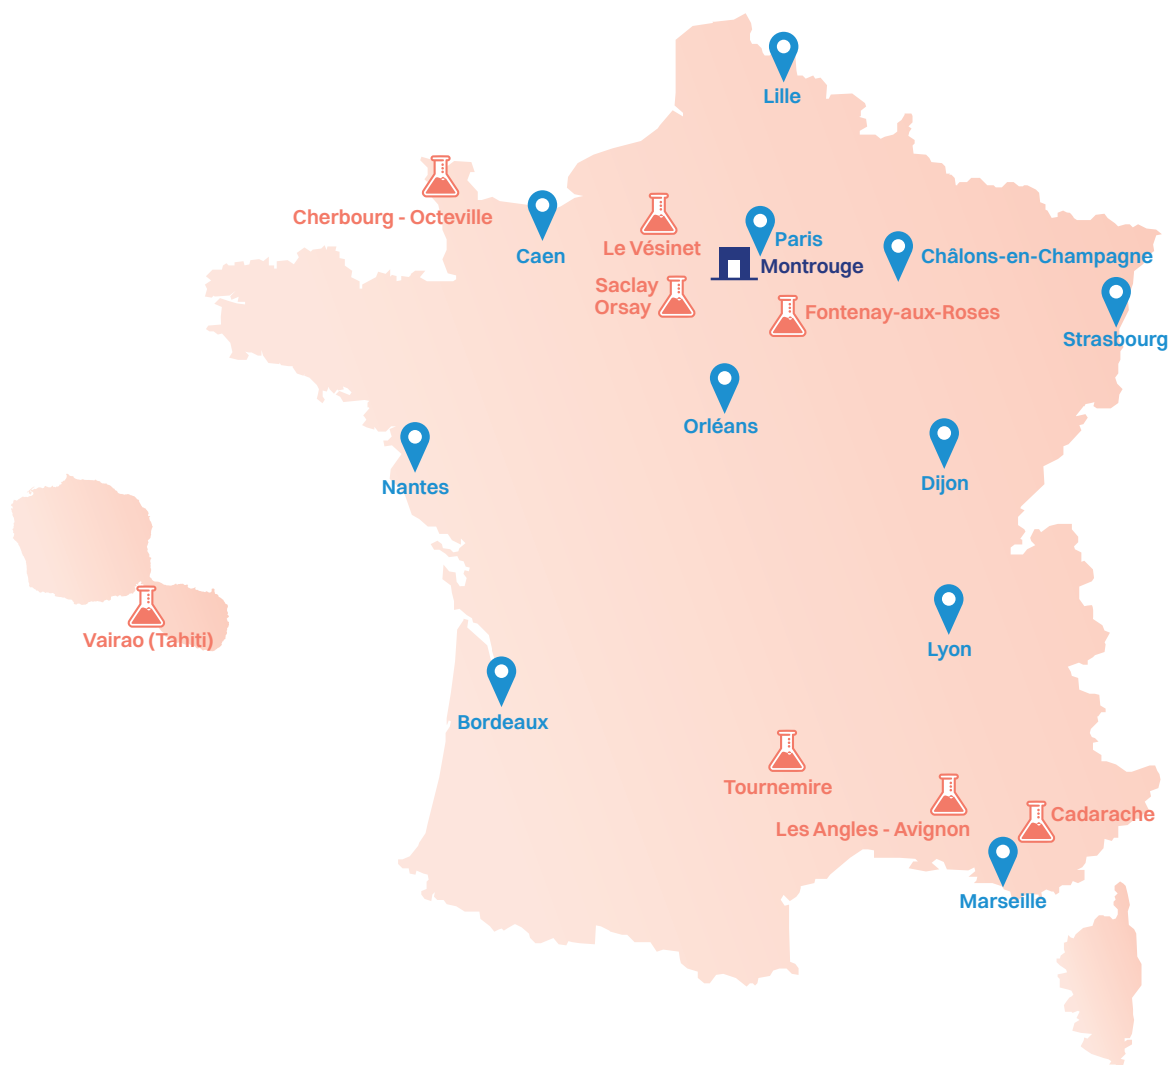 Lille
Cherbourg - Octeville
Caen
Le Vésinet
Paris
Montrouge
Châlons-en-Champagne
Saclay
Orsay
Fontenay-aux-Roses
Strasbourg
Orléans
Nantes
Dijon
Vairao (Tahiti)
Lyon
Bordeaux
Tournemire
Les Angles - Avignon
Cadarache
Marseille